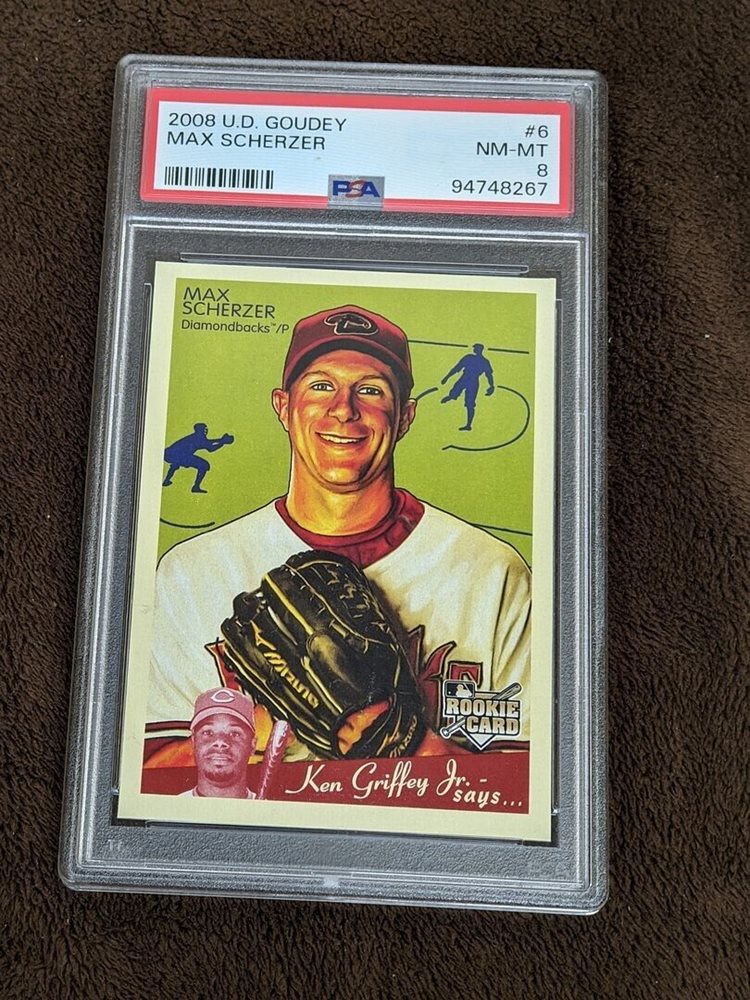 2008 U.D. GOUDEY #6
MAX SCHERZER NM-MT
8
PSA 94748267
MAX
SCHERZER
Diamondbacks™/P
C
MIZUNO
ROOKIE
CARD
Ken Griffey Jr. -
says...